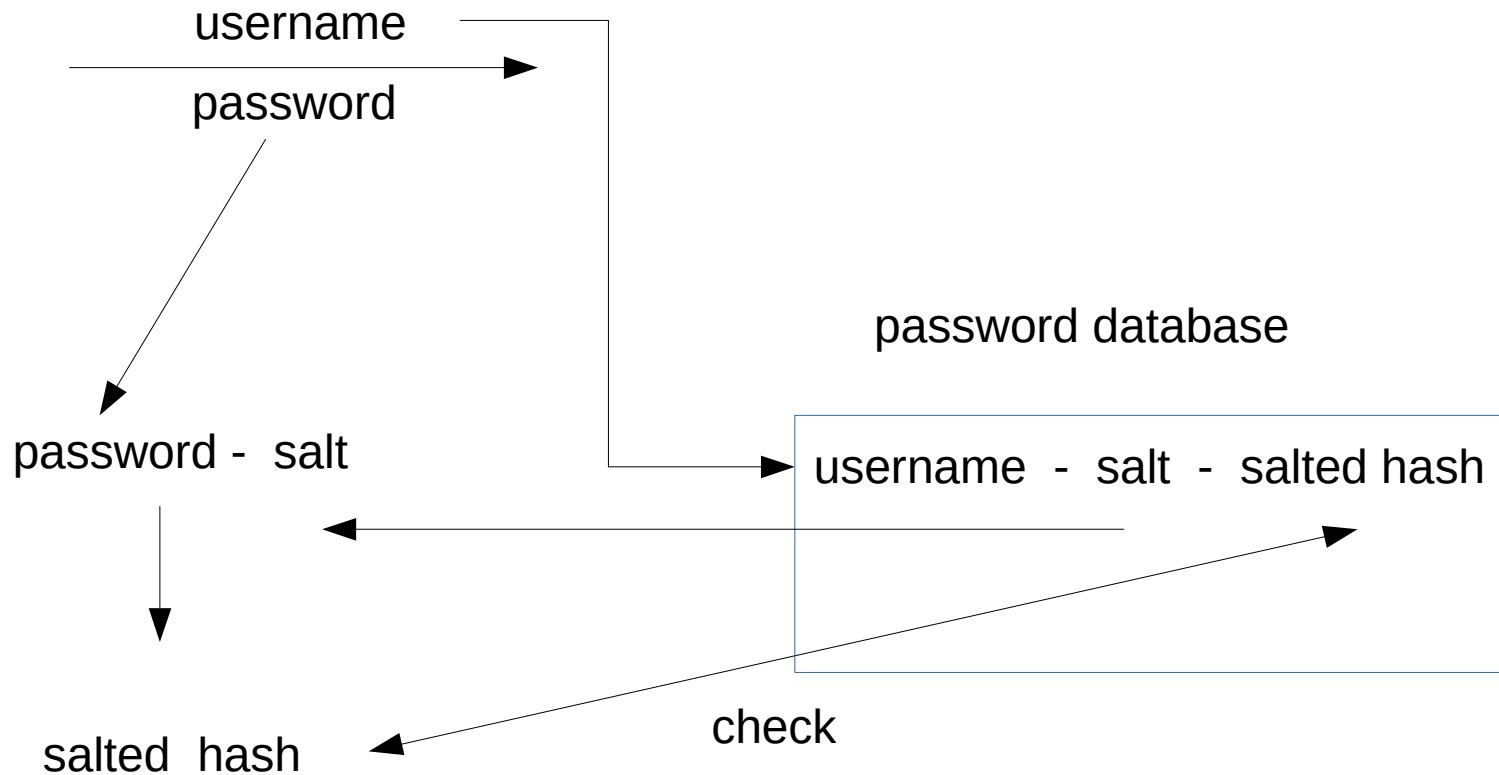 username
password
password database
password - salt
username - salt - salted hash
check
salted hash